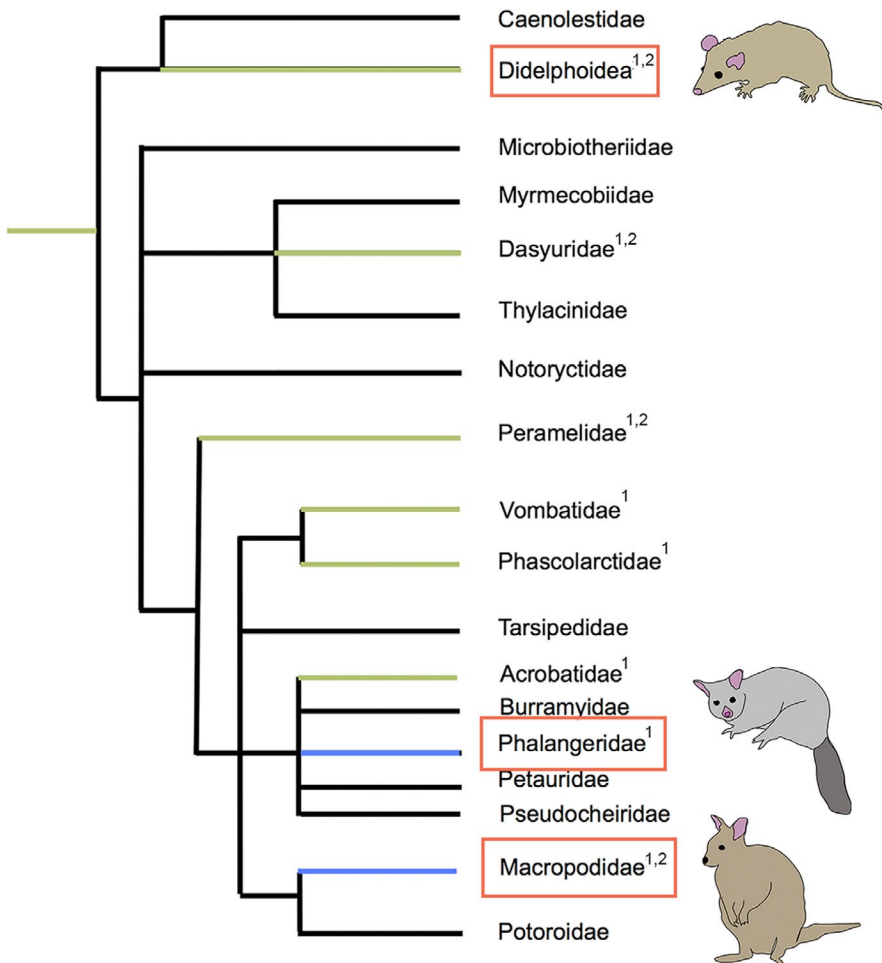 Caenolestidae
Didelphoidea1,2
Microbiotheriidae
Myrmecobiidae
Dasyuridae1,2
Thylacinidae
Notoryctidae
Peramelidae1,2
Vombatidae1
Phascolarctidae1
Tarsipedidae
Acrobatidae1
Burramyidae
Phalangeridae1
Petauridae
Pseudocheiridae
Macropodidae1,2
Potoroidae